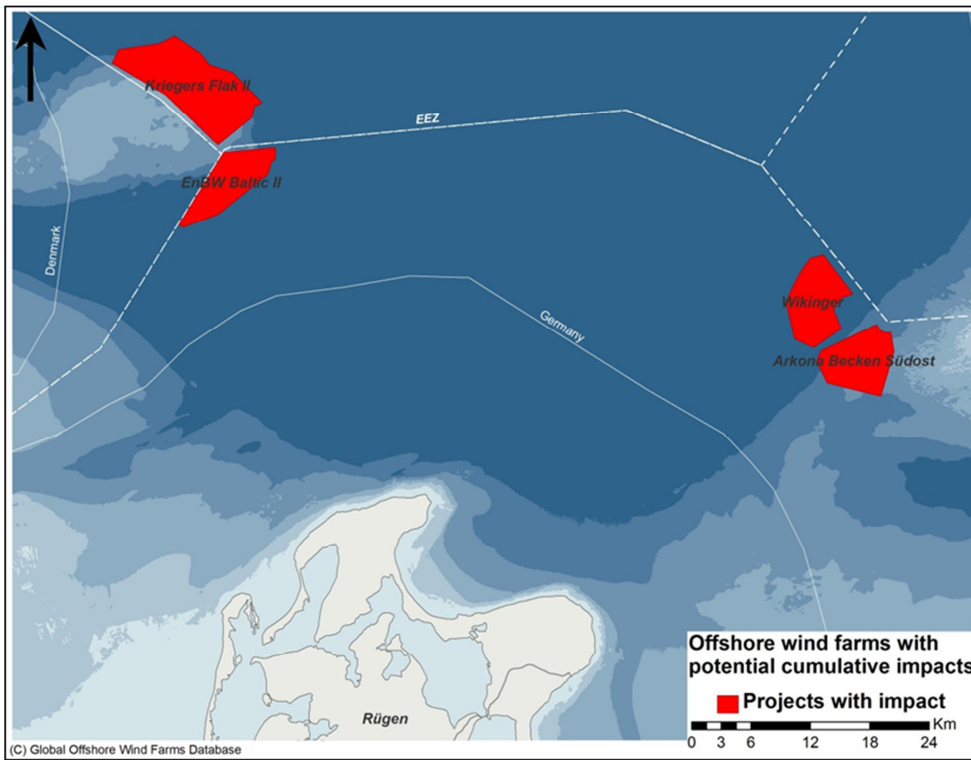 Kriegers Flak II
EEZ
EnBW Baltic II
Denmark
Germany
Wikinger
Arkona Becken Südost
Rügen
Offshore wind farms with
potential cumulative impacts
Projects with impact
Km
0 3 6 12 18 24
(C) Global Offshore Wind Farms Database